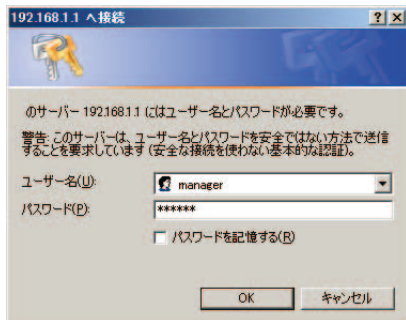 192.168.1.1 へ接続
のサーバー 192.168.1.1 にはユーザー名とパスワードが必要です。
警告: このサーバーは、ユーザー名とパスワードを安全ではない方法で送信
することを要求しています (安全な接続を使わない基本的な認証)。
ユーザー名(U):
manager
パスワード(P):
******
パスワードを記憶する(R)
OK
キャンセル